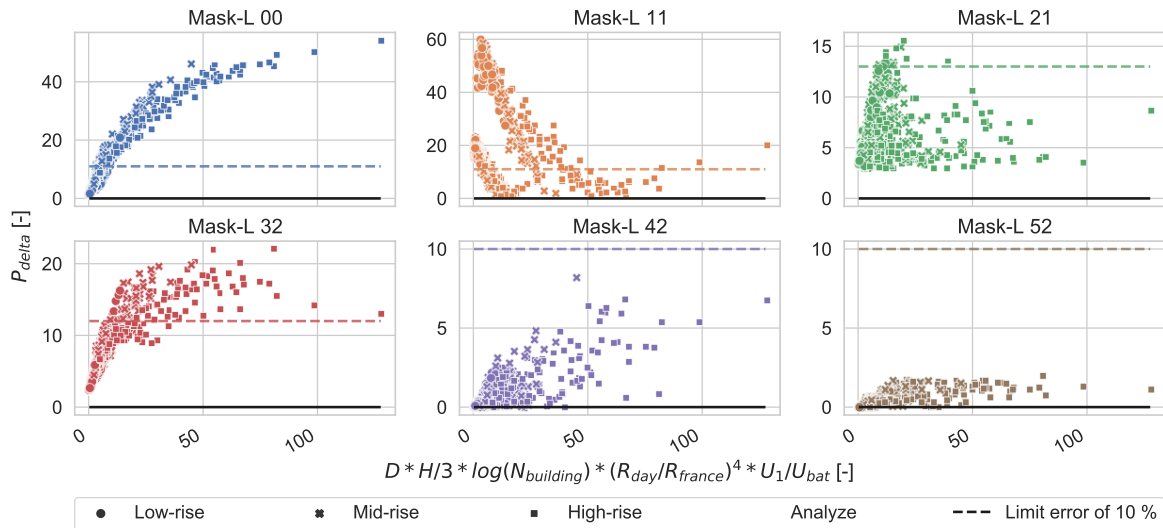 Mask-L 00
Mask-L 11
Mask-L 21
60
40
20
0
40
20
0
15
10
5
0
P_delta [-]
Mask-L 32
Mask-L 42
Mask-L 52
20
10
0
10
5
0
10
5
0
0 50 100
0 50 100
0 50 100
D * H/3 * log(N_building) * (R_day/R_france)^4 * U_1/U_bat [-]
Low-rise Mid-rise High-rise Analyze Limit error of 10 %